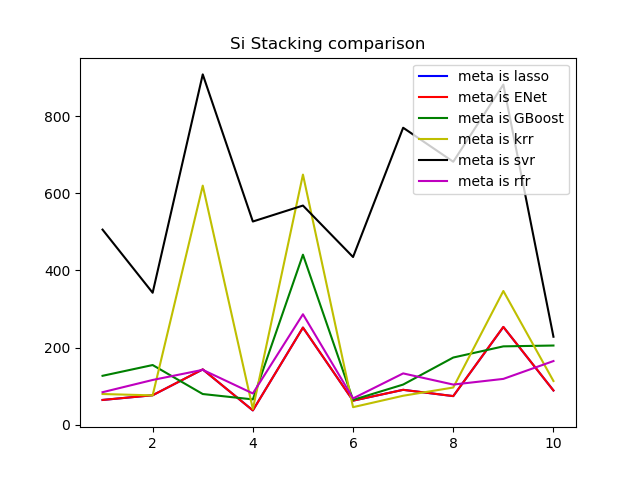 Si Stacking comparison
meta is lasso
meta is ENet
meta is GBoost
meta is krr
meta is svr
meta is rfr
800
600
400
200
0
2
4
6
8
10